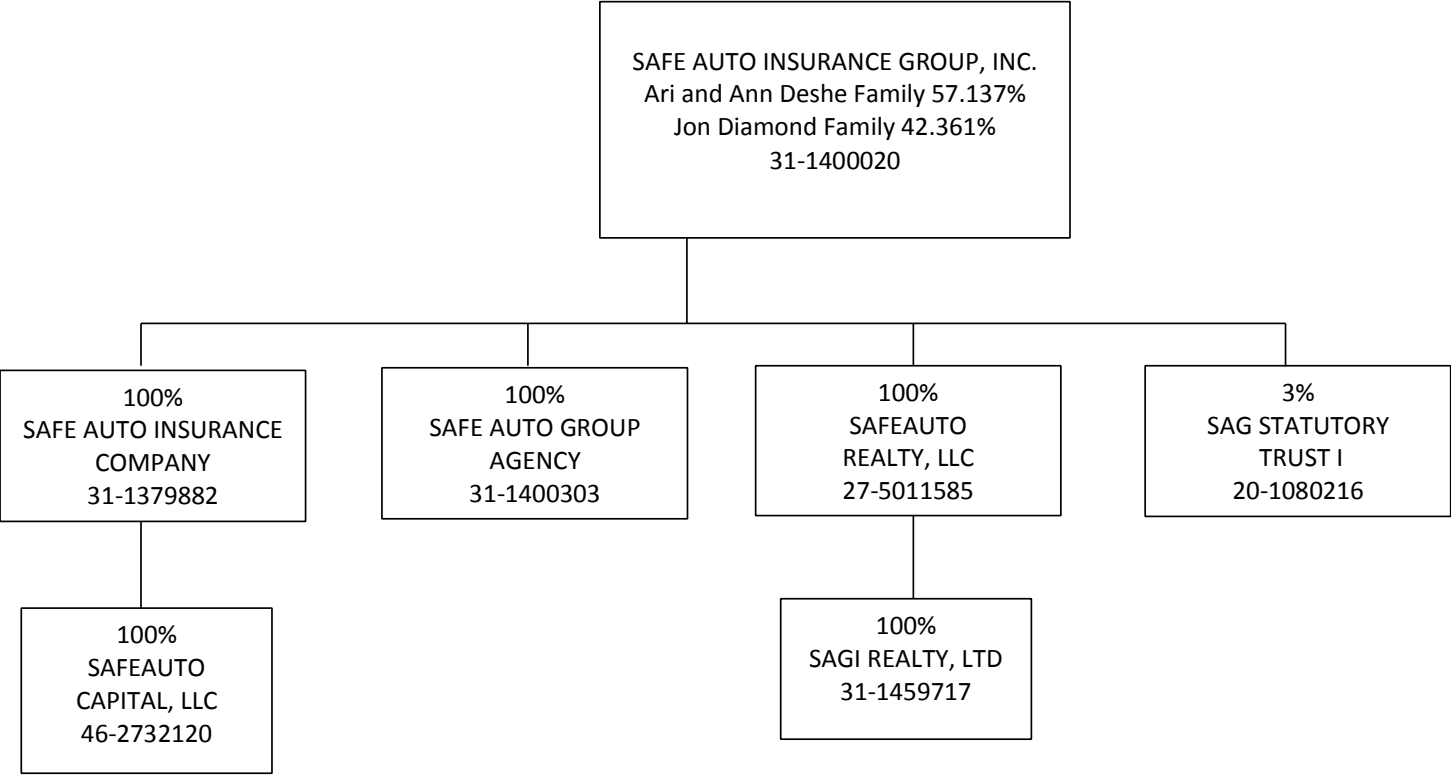 SAFE AUTO INSURANCE GROUP, INC.
Ari and Ann Deshe Family 57.137%
Jon Diamond Family 42.361%
31-1400020
100%
SAFE AUTO INSURANCE
COMPANY
31-1379882
100%
SAFE AUTO GROUP
AGENCY
31-1400303
100%
SAFEAUTO
REALTY, LLC
27-5011585
3%
SAG STATUTORY
TRUST I
20-1080216
100%
SAFEAUTO
CAPITAL, LLC
46-2732120
100%
SAGI REALTY, LTD
31-1459717